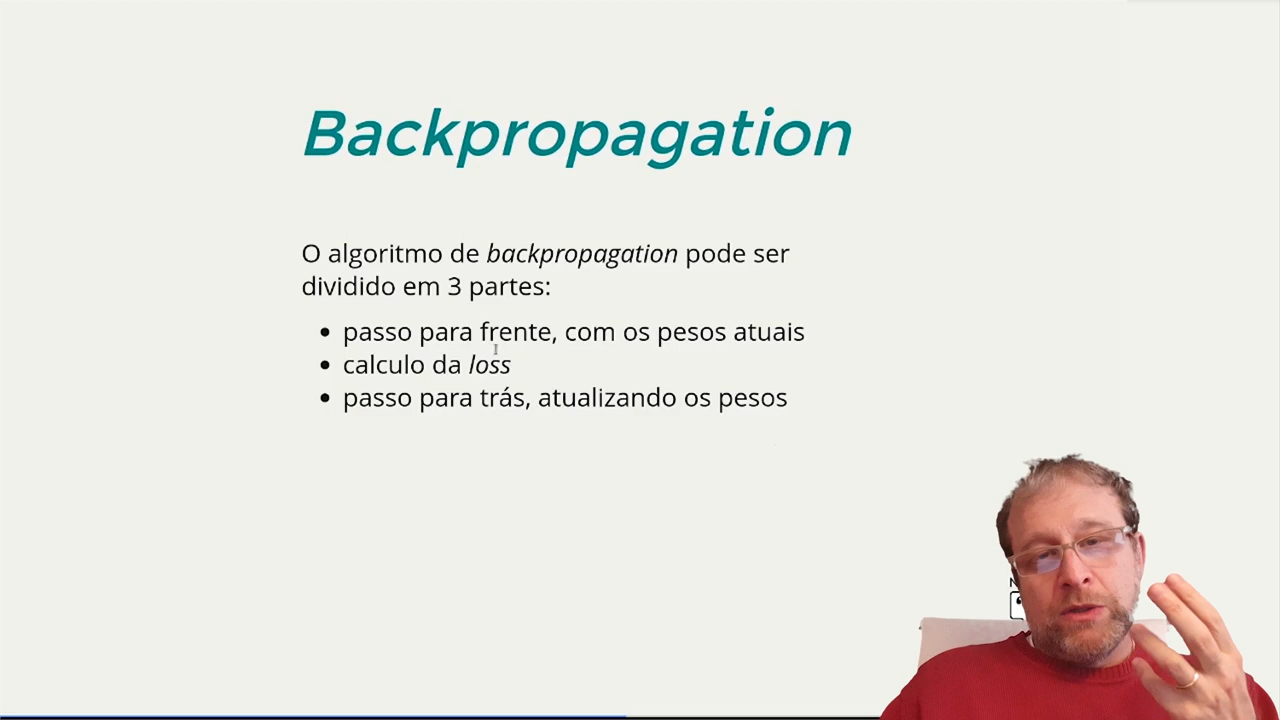 Backpropagation
O algoritmo de backpropagation pode ser
dividido em 3 partes:
passo para frente, com os pesos atuais
calculo da loss
passo para trás, atualizando os pesos